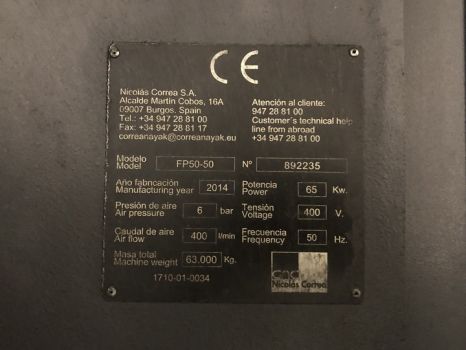 CE
Nicolás Correa S.A.
Alcalde Martín Cobos, 16A
09007 Burgos, Spain
Tel.: +34 947 28 81 00
Fax: +34 947 28 81 17
correanayak@correanayak.eu
Atención al cliente:
947 28 81 00
Customer's technical help
line from abroad
+34 947 28 81 00
Modelo
Model FP50-50 Nº 892235
Año fabricación
Manufacturing year 2014
Potencia
Power 65 Kw.
Presión de aire
Air pressure 6 bar
Tensión
Voltage 400 V.
Caudal de aire
Air flow 400 l/min
Frecuencia
Frequency 50 Hz.
Masa total
Machine weight 63.000 Kg.
1710-01-0034
Nicolás Correa